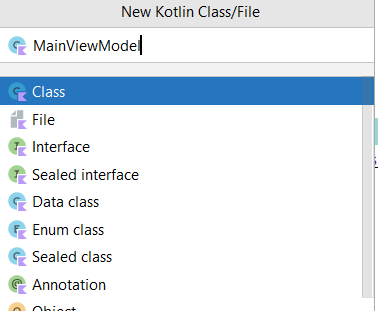 New Kotlin Class/File
MainViewModel
Class
File
Interface
Sealed interface
Data class
Enum class
Sealed class
Annotation
Object